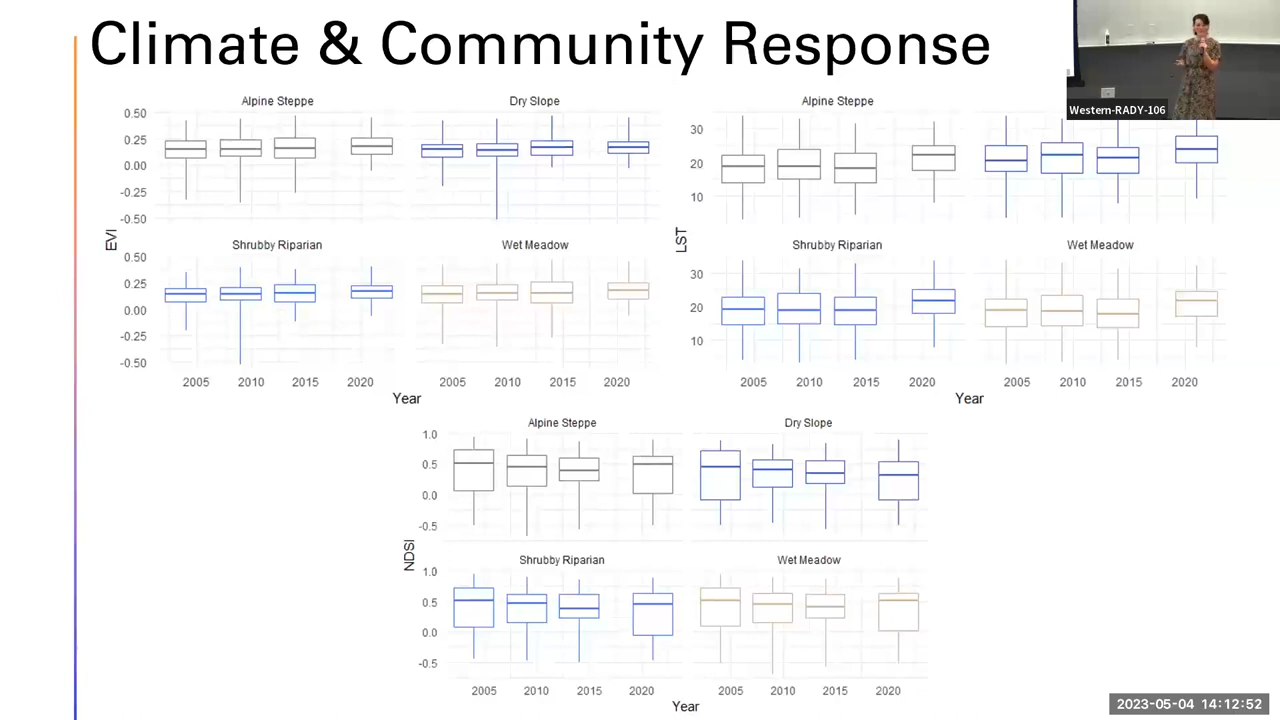 Climate & Community Response
Western-RADY-106
Alpine Steppe
Dry Slope
0.50
0.25
0.00
-0.25
-0.50
EVI
Shrubby Riparian
Wet Meadow
0.50
0.25
0.00
-0.25
-0.50
2005 2010 2015 2020 2005 2010 2015 2020
Year
Alpine Steppe
30
20
10
LST
Shrubby Riparian
Wet Meadow
30
20
10
2005 2010 2015 2020 2005 2010 2015 2020
Year
Alpine Steppe
Dry Slope
1.0
0.5
0.0
-0.5
NDSI
Shrubby Riparian
Wet Meadow
1.0
0.5
0.0
-0.5
2005 2010 2015 2020 2005 2010 2015 2020
Year
2023-05-04 14:12:52